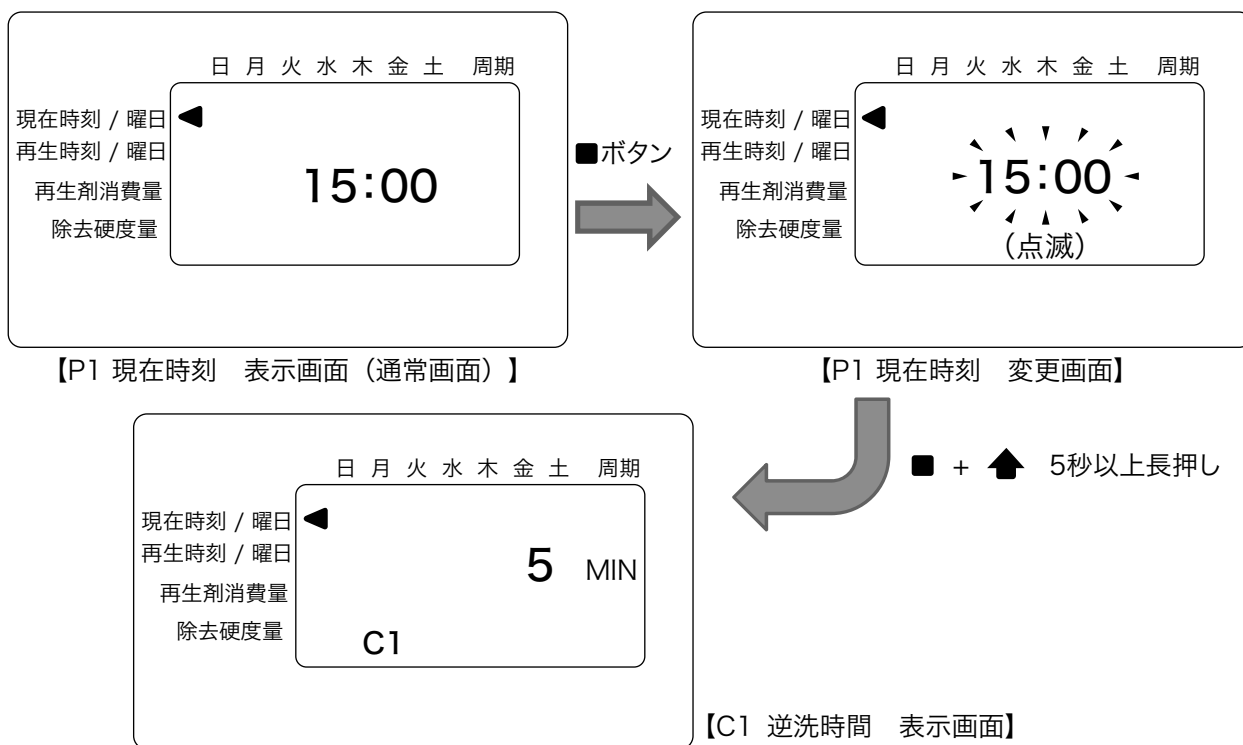 日 月 火 水 木 金 土 周期
現在時刻 / 曜日
再生時刻 / 曜日
再生剤消費量
除去硬度量
15:00
【P1 現在時刻　表示画面（通常画面）】
■ボタン
日 月 火 水 木 金 土 周期
現在時刻 / 曜日
再生時刻 / 曜日
再生剤消費量
除去硬度量
15:00
（点滅）
【P1 現在時刻　変更画面】
■ + ⬆ 5秒以上長押し
日 月 火 水 木 金 土 周期
現在時刻 / 曜日
再生時刻 / 曜日
再生剤消費量
除去硬度量
5 MIN
C1
【C1 逆洗時間　表示画面】